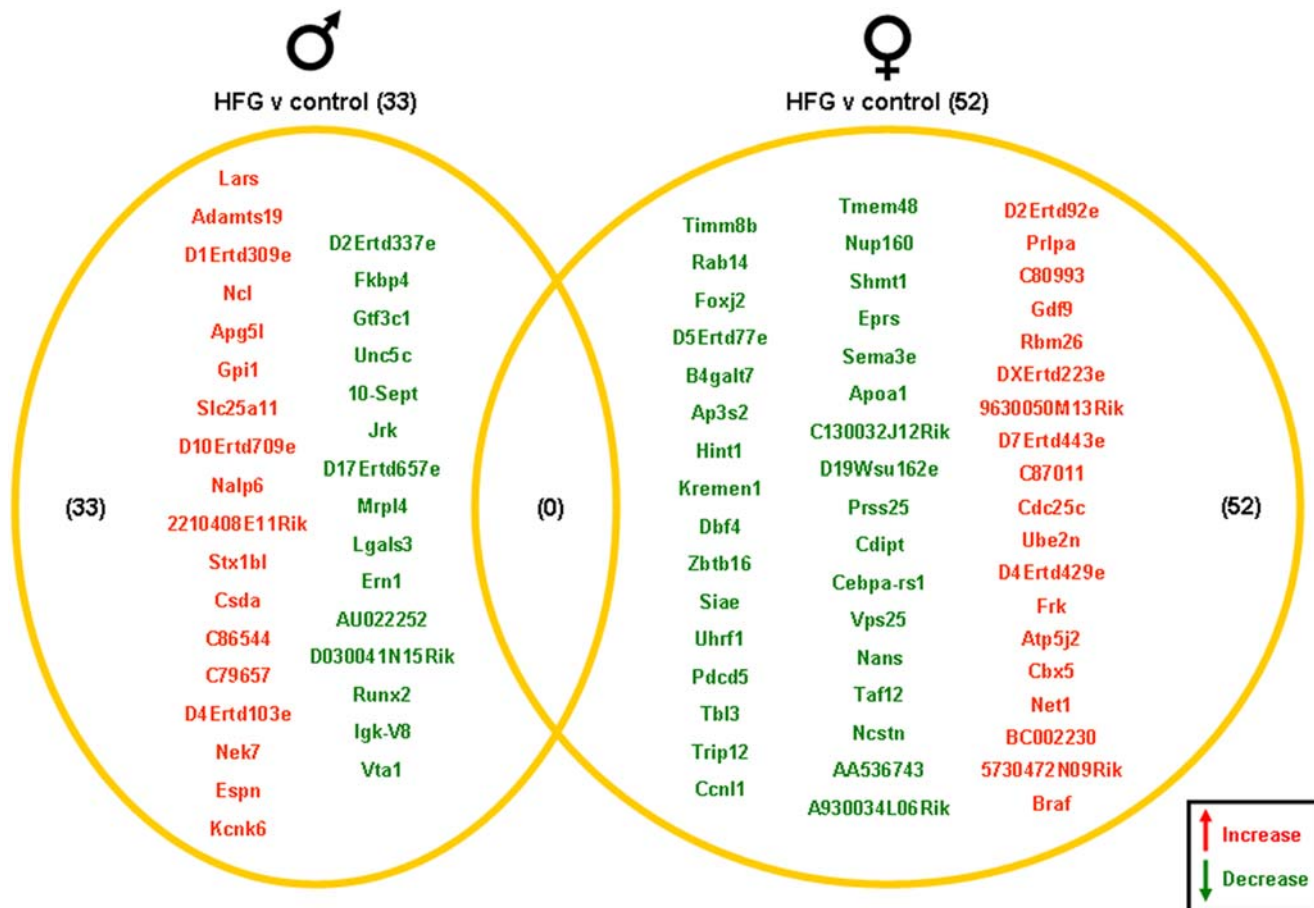 HFG v control (33)
HFG v control (52)
Lars
Adamts19
D1Ertd309e
Ncl
Apg5l
Gpi1
Slc25a11
D10Ertd709e
Nalp6
2210408E11Rik
Stx1bl
Csda
C86544
C79657
D4Ertd103e
Nek7
Espn
Kcnk6
D2Ertd337e
Fkbp4
Gtf3c1
Unc5c
10-Sept
Jrk
D17Ertd657e
Mrpl4
Lgals3
Ern1
AU022252
D030041N15Rik
Runx2
Igk-V8
Vta1
(33)
(0)
Timm8b
Rab14
Foxj2
D5Ertd77e
B4galt7
Ap3s2
Hint1
Kremen1
Dbf4
Zbtb16
Siae
Uhrf1
Pdcd5
Tbl3
Trip12
Ccnl1
Tmem48
Nup160
Shmt1
Eprs
Sema3e
Apoa1
C130032J12Rik
D19Wsu162e
Prss25
Cdipt
Cebpa-rs1
Vps25
Nans
Taf12
Ncstn
AA536743
A930034L06Rik
D2Ertd92e
Prlpa
C80993
Gdf9
Rbm26
DXErtd223e
9630050M13Rik
D7Ertd443e
C87011
Cdc25c
Ube2n
D4Ertd429e
Frk
Atp5j2
Cbx5
Net1
BC002230
5730472N09Rik
Braf
(52)
Increase
Decrease